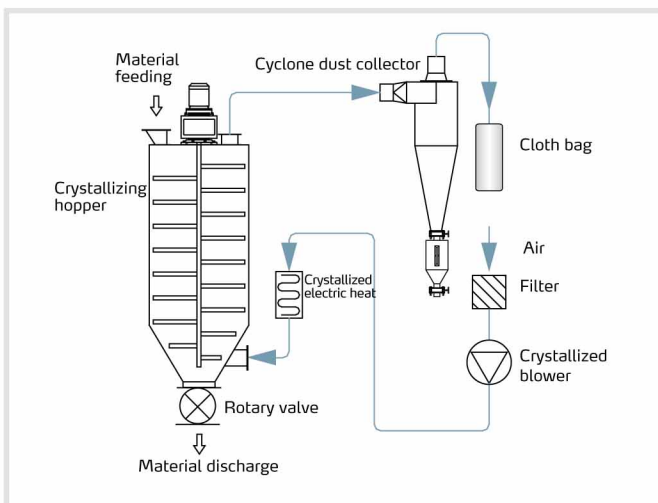 Material
feeding
Cyclone dust collector
Cloth bag
Crystallizing
hopper
Air
Crystallized
electric heat
Filter
Crystallized
blower
Rotary valve
Material discharge